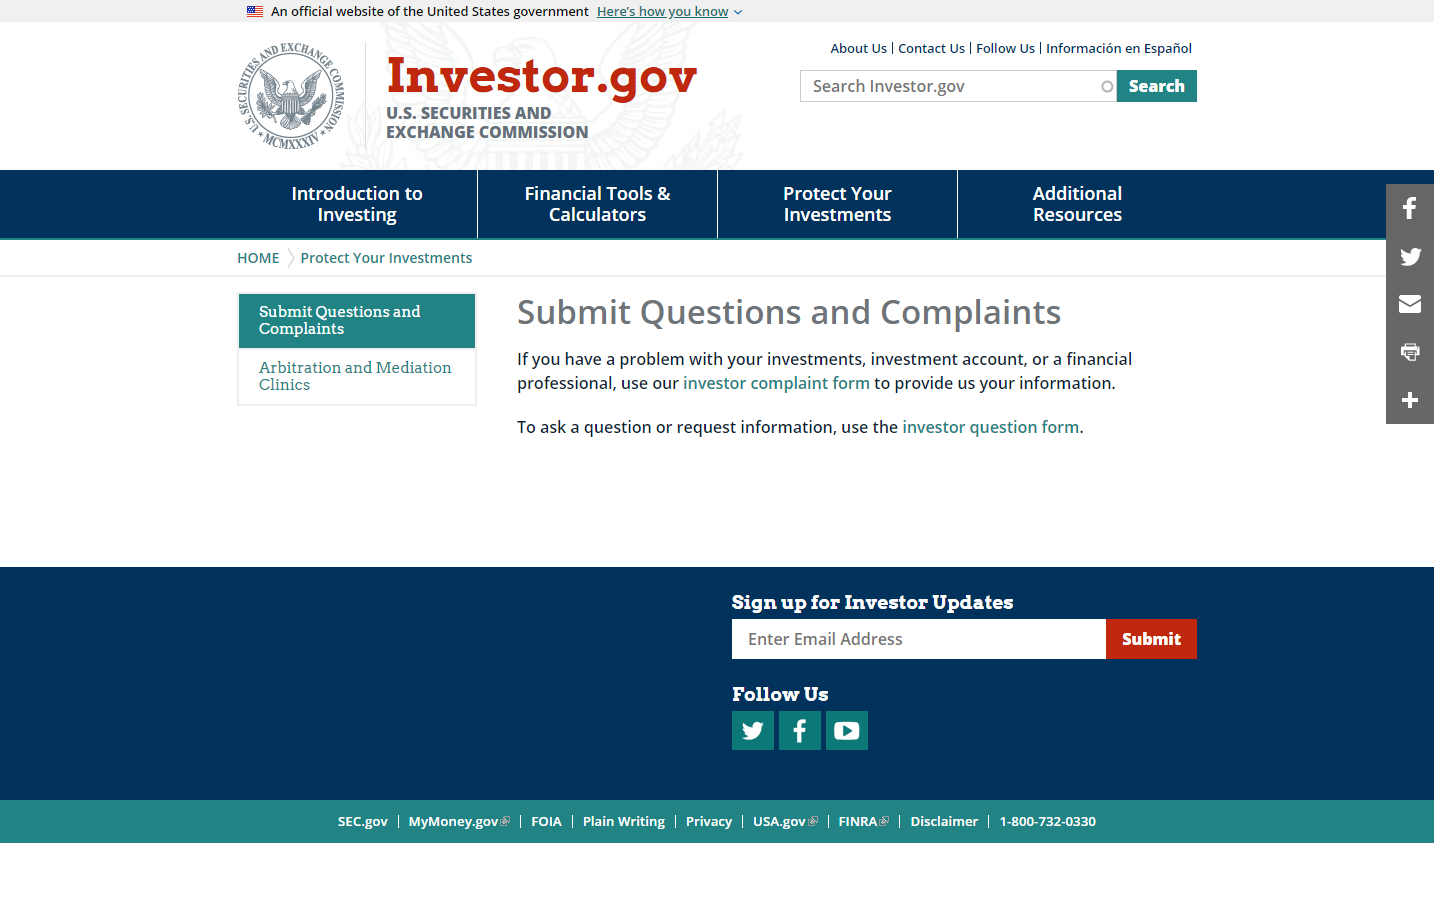 An official website of the United States government Here's how you know
About Us | Contact Us | Follow Us | Información en Español
U.S. SECURITIES AND EXCHANGE COMMISSION
MCMXXXIV
Investor.gov
U.S. SECURITIES AND
EXCHANGE COMMISSION
Search Investor.gov
Search
Introduction to
Investing
Financial Tools &
Calculators
Protect Your
Investments
Additional
Resources
HOME
Protect Your Investments
Submit Questions and
Complaints
Arbitration and Mediation
Clinics
Submit Questions and Complaints
If you have a problem with your investments, investment account, or a financial
professional, use our investor complaint form to provide us your information.
To ask a question or request information, use the investor question form.
Sign up for Investor Updates
Enter Email Address
Submit
Follow Us
SEC.gov | MyMoney.gov | FOIA | Plain Writing | Privacy | USA.gov | FINRA | Disclaimer | 1-800-732-0330